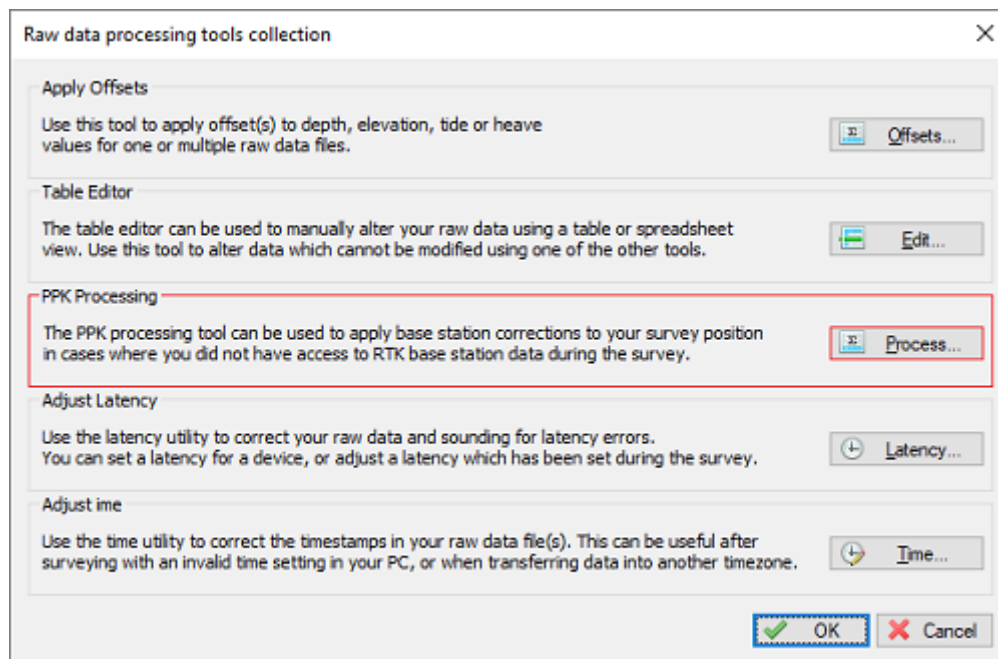 Raw data processing tools collection
Apply Offsets
Use this tool to apply offset(s) to depth, elevation, tide or heave
values for one or multiple raw data files.
Offsets...
Table Editor
The table editor can be used to manually alter your raw data using a table or spreadsheet
view. Use this tool to alter data which cannot be modified using one of the other tools.
Edit...
PPK Processing
The PPK processing tool can be used to apply base station corrections to your survey position
in cases where you did not have access to RTK base station data during the survey.
Process...
Adjust Latency
Use the latency utility to correct your raw data and sounding for latency errors.
You can set a latency for a device, or adjust a latency which has been set during the survey.
Latency...
Adjust ime
Use the time utility to correct the timestamps in your raw data file(s). This can be useful after
surveying with an invalid time setting in your PC, or when transferring data into another timezone.
Time...
OK
Cancel